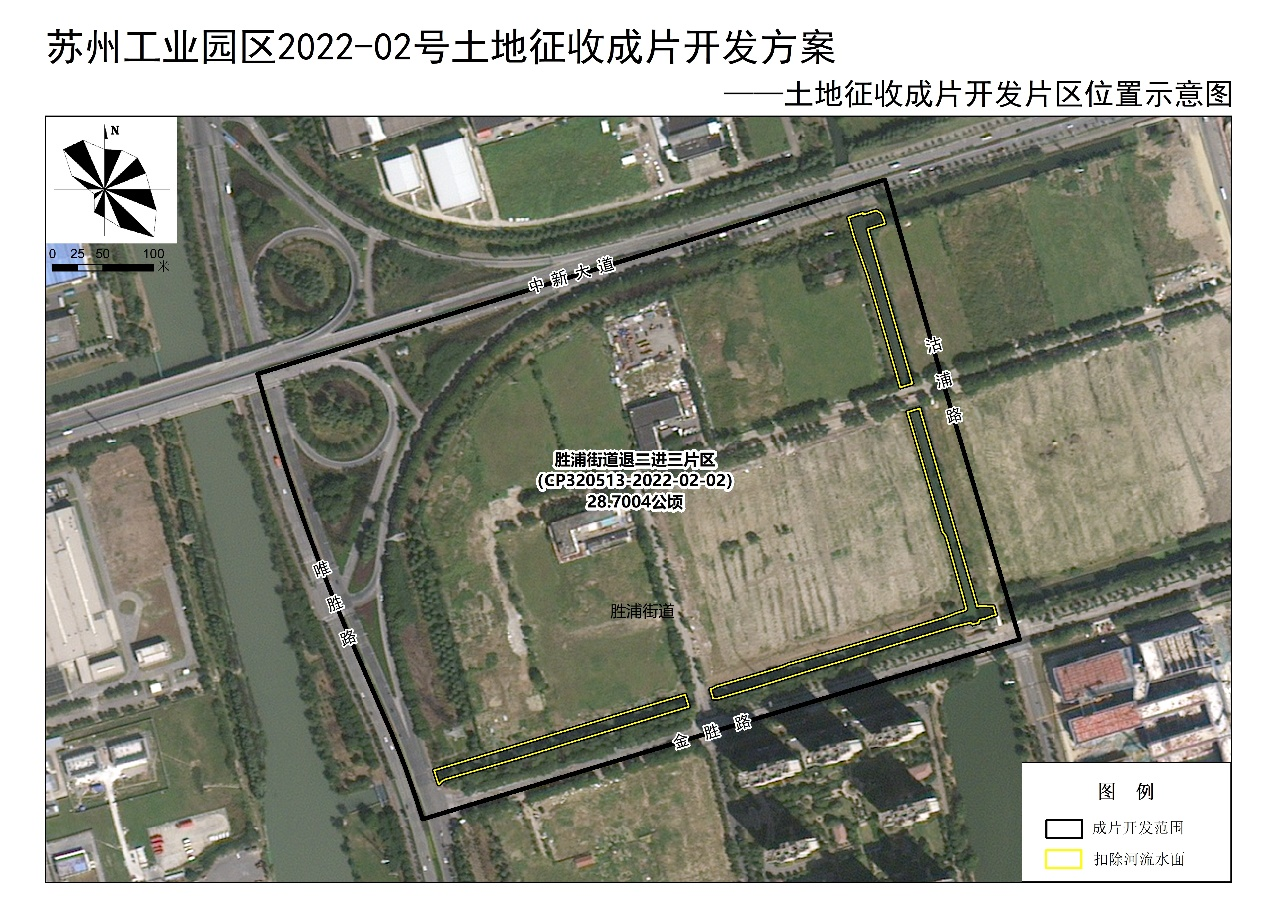 苏州工业园区2022-02号土地征收成片开发方案
——土地征收成片开发片区位置示意图
N
0 25 50 100
米
中新大道
沽浦路
胜浦街道退二进三片区
(CP320513-2022-02-02)
28.7004公顷
唯胜路
胜浦街道
金胜路
图 例
成片开发范围
扣除河流水面